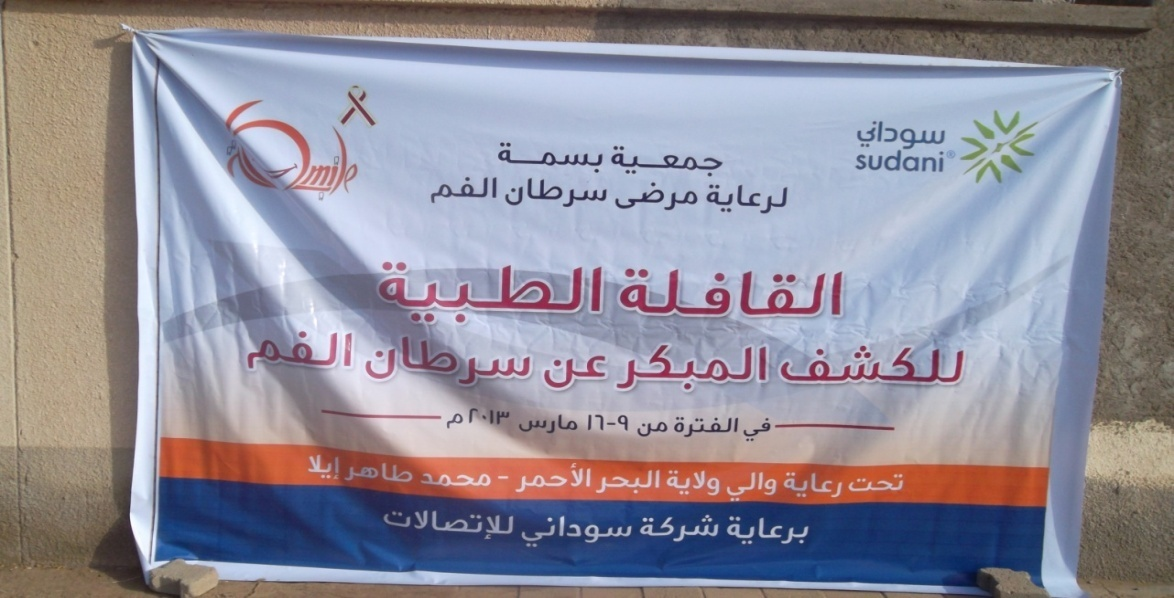 سوداني
sudani
Smile
جمعية بسمة
لرعاية مرضى سرطان الفم
القافلة الطبية
للكشف المبكر عن سرطان الفم
في الفترة من ٩-١٦ مارس ٢٠١٣م
تحت رعاية والي ولاية البحر الأحمر - محمد طاهر إيلا
برعاية شركة سوداني للإتصالات